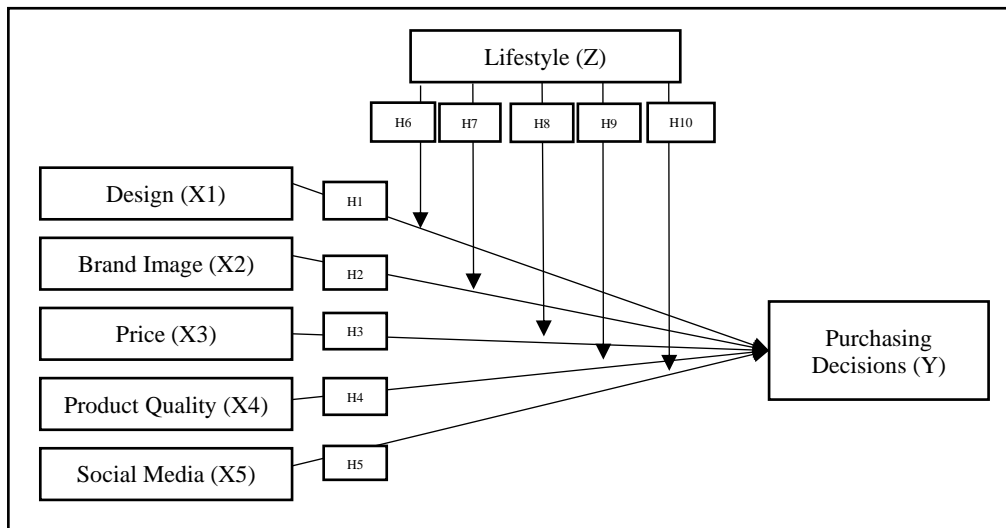 Lifestyle (Z)
H6
H7
H8
H9
H10
Design (X1)
H1
Brand Image (X2)
H2
Price (X3)
H3
Purchasing
Decisions (Y)
Product Quality (X4)
H4
Social Media (X5)
H5